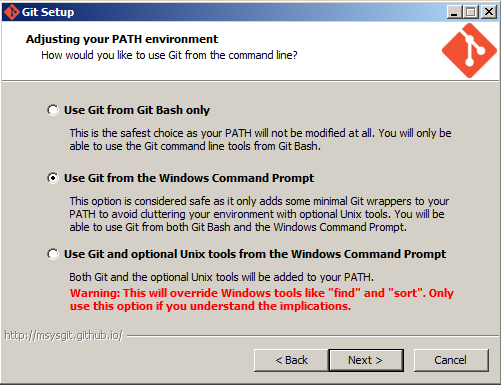 Git Setup
Adjusting your PATH environment
How would you like to use Git from the command line?
Use Git from Git Bash only
This is the safest choice as your PATH will not be modified at all. You will only be
able to use the Git command line tools from Git Bash.
Use Git from the Windows Command Prompt
This option is considered safe as it only adds some minimal Git wrappers to your
PATH to avoid cluttering your environment with optional Unix tools. You will be
able to use Git from both Git Bash and the Windows Command Prompt.
Use Git and optional Unix tools from the Windows Command Prompt
Both Git and the optional Unix tools will be added to your PATH.
Warning: This will override Windows tools like "find" and "sort". Only
use this option if you understand the implications.
http://msysgit.github.io/
< Back
Next >
Cancel